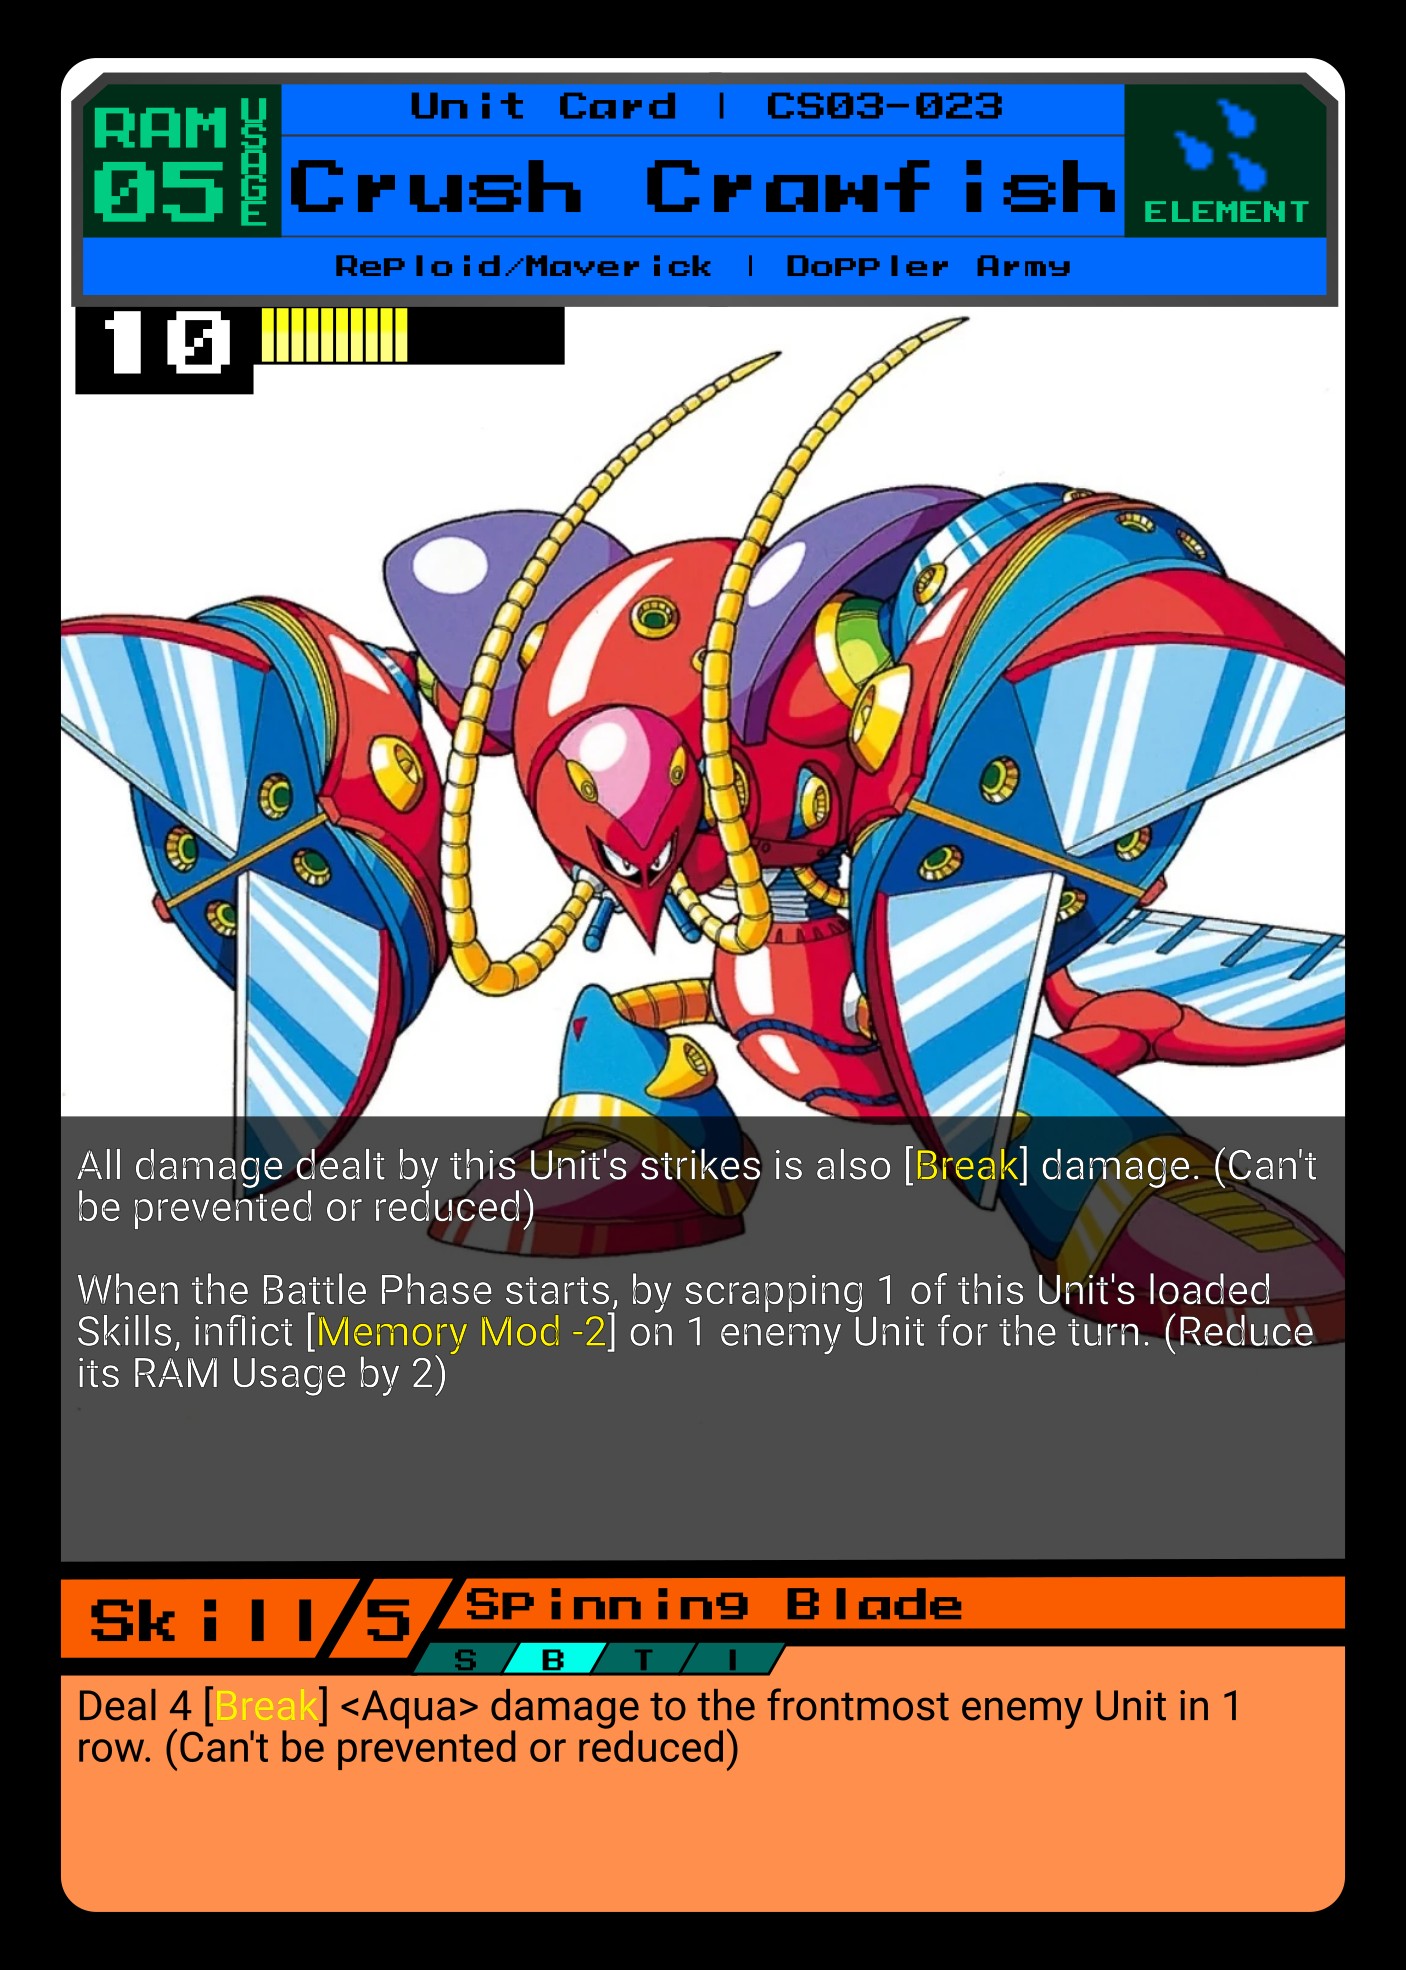 RAM USAGE
05
Unit Card | CS03-023
Crush Crawfish
ELEMENT
Reploid/Maverick | Doppler Army
10
All damage dealt by this Unit's strikes is also [Break] damage. (Can't
be prevented or reduced)
When the Battle Phase starts, by scrapping 1 of this Unit's loaded
Skills, inflict [Memory Mod -2] on 1 enemy Unit for the turn. (Reduce
its RAM Usage by 2)
Skill/5
Spinning Blade
S B T I
Deal 4 [Break] <Aqua> damage to the frontmost enemy Unit in 1
row. (Can't be prevented or reduced)